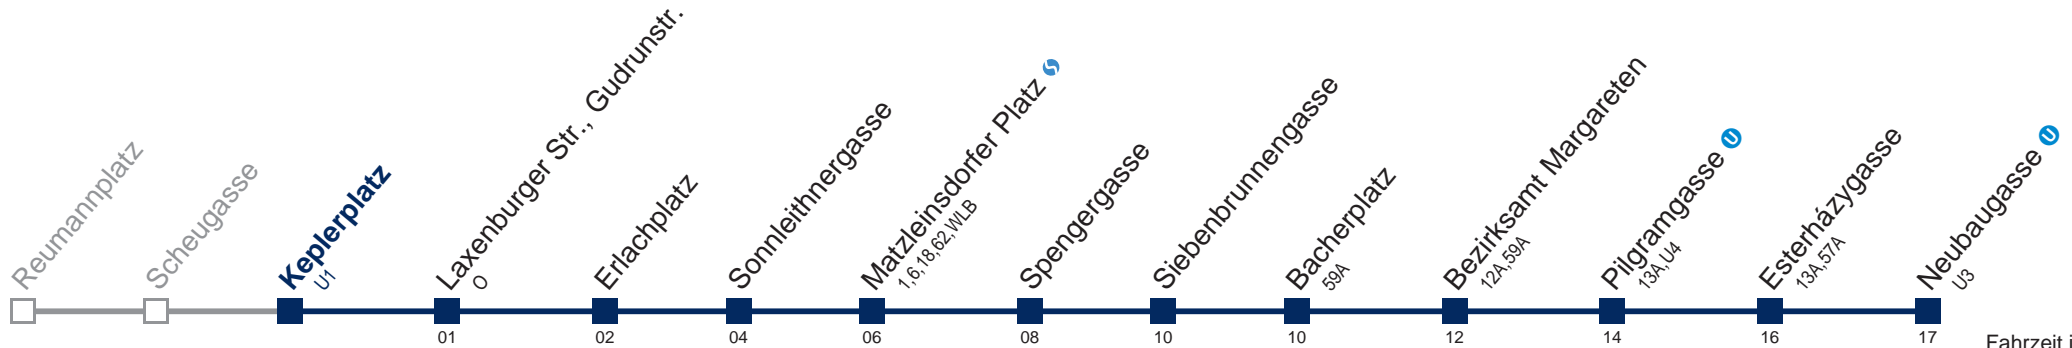 Reumannplatz
Scheugasse
Keplerplatz
U1
Laxenburger Str., Gudrunstr.
O
Erlachplatz
Sonnleithnergasse
Matzleinsdorfer Platz
1,6,18,62,WLB
Spengergasse
Siebenbrunnengasse
Bacherplatz
59A
Bezirksamt Margareten
12A,59A
Pilgramgasse U
13A,U4
Esterházygasse
13A,57A
Neubaugasse U
U3
01 02 04 06 08 10 10 12 14 16 17
Fahrzeit i